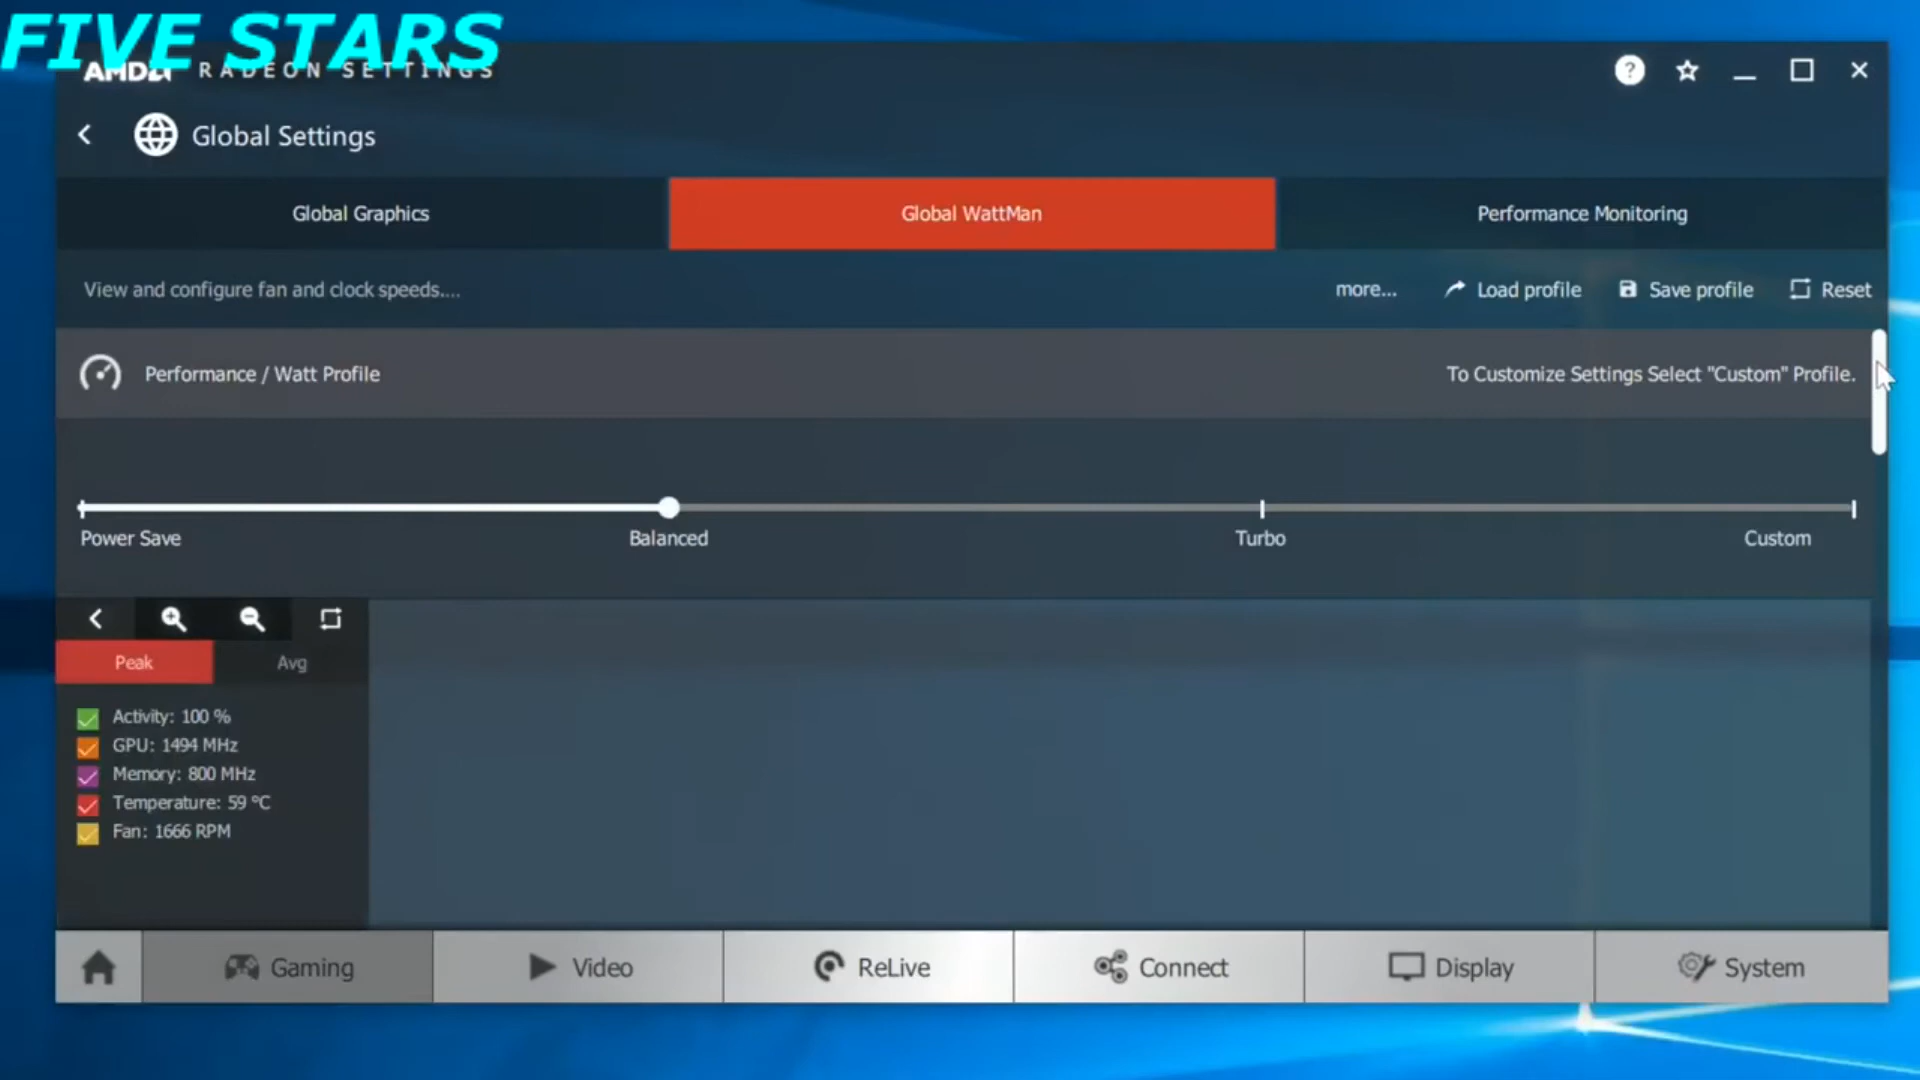 FIVE STARS
AMD RADEON SETTINGS
Global Settings
Global Graphics
Global WattMan
Performance Monitoring
View and configure fan and clock speeds....
more...
Load profile
Save profile
Reset
Performance / Watt Profile
To Customize Settings Select "Custom" Profile.
Power Save
Balanced
Turbo
Custom
Peak
Avg
Activity: 100 %
GPU: 1494 MHz
Memory: 800 MHz
Temperature: 59 °C
Fan: 1666 RPM
Gaming
Video
ReLive
Connect
Display
System